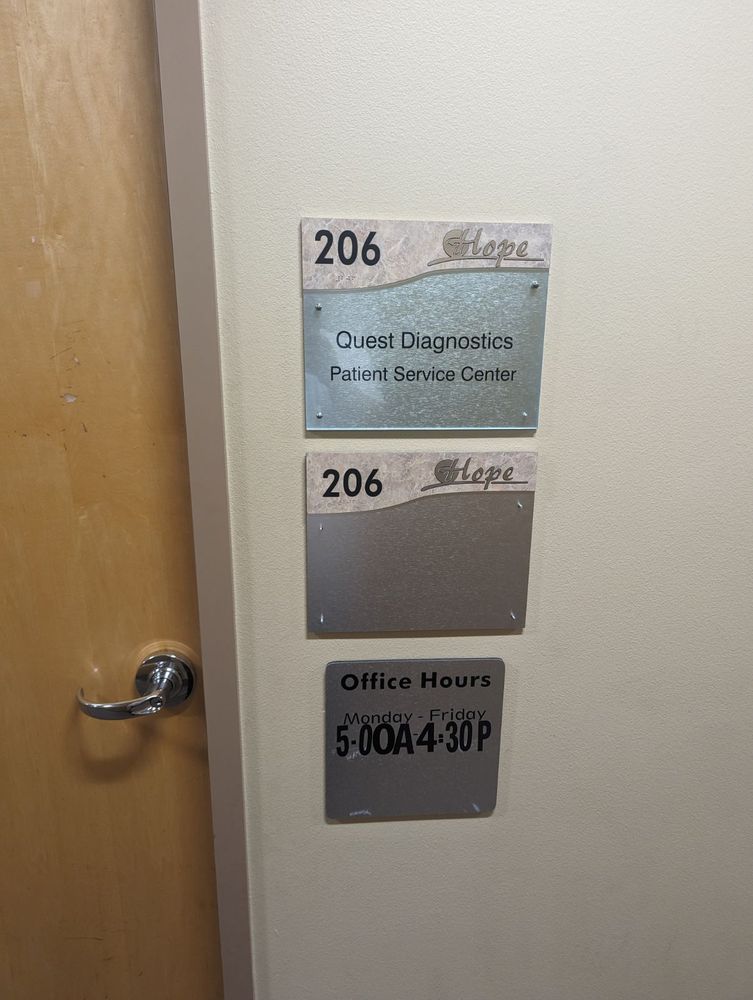 206 Hope
Quest Diagnostics
Patient Service Center
206 Hope
Office Hours
Monday - Friday
5:00A-4:30P